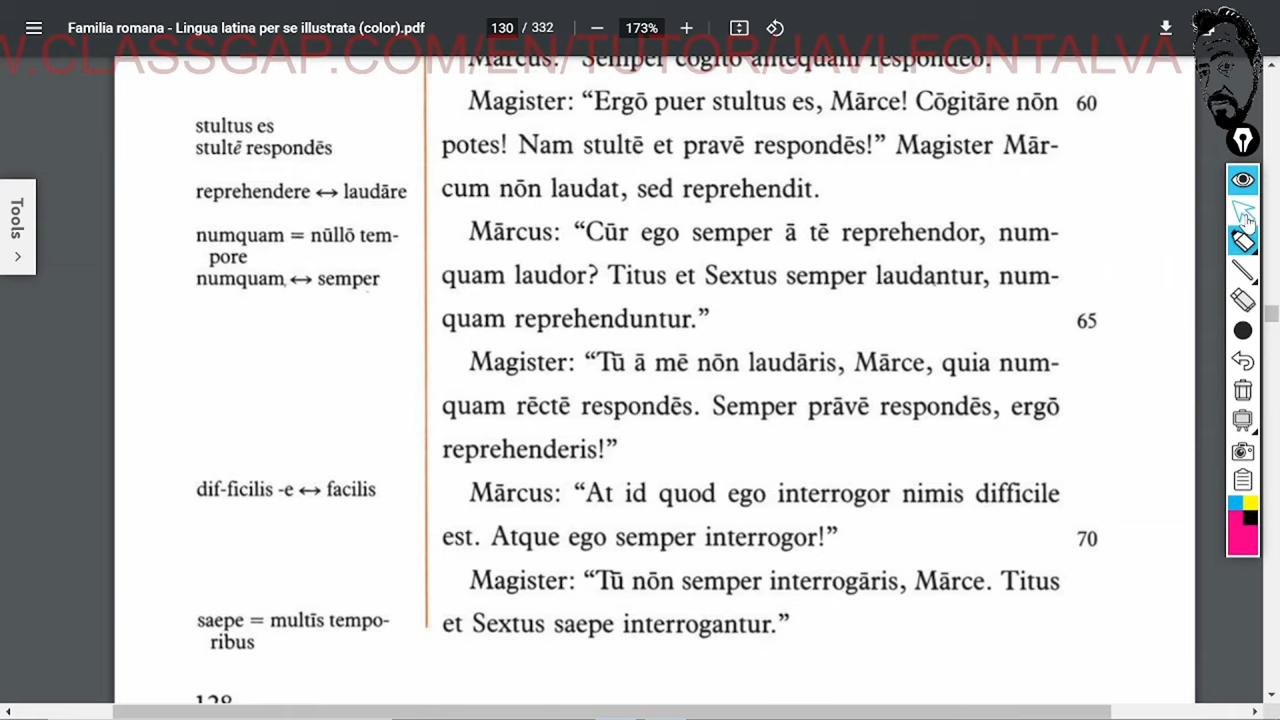 Familia romana - Lingua latina per se illustrata (color).pdf
130 / 332
173%
W.CLASSGAP.COM/EN/TUTOR/JAVI.FONTALVA
Tools
stultus es
stultē respondēs
reprehendere ↔ laudāre
numquam = nūllō tem-
pore
numquam ↔ semper
dif-ficilis -e ↔ facilis
saepe = multīs tempo-
ribus
Mārcus: “Semper cōgitō antequam respondeō.”
Magister: “Ergō puer stultus es, Mārce! Cōgitāre nōn 60
potes! Nam stultē et pravē respondēs!” Magister Mār-
cum nōn laudat, sed reprehendit.
Mārcus: “Cūr ego semper ā tē reprehendor, num-
quam laudor? Titus et Sextus semper laudantur, num-
quam reprehenduntur.” 65
Magister: “Tū ā mē nōn laudāris, Mārce, quia num-
quam rēctē respondēs. Semper prāvē respondēs, ergō
reprehenderis!”
Mārcus: “At id quod ego interrogor nimis difficile
est. Atque ego semper interrogor!” 70
Magister: “Tū nōn semper interrogāris, Mārce. Titus
et Sextus saepe interrogantur.”
128